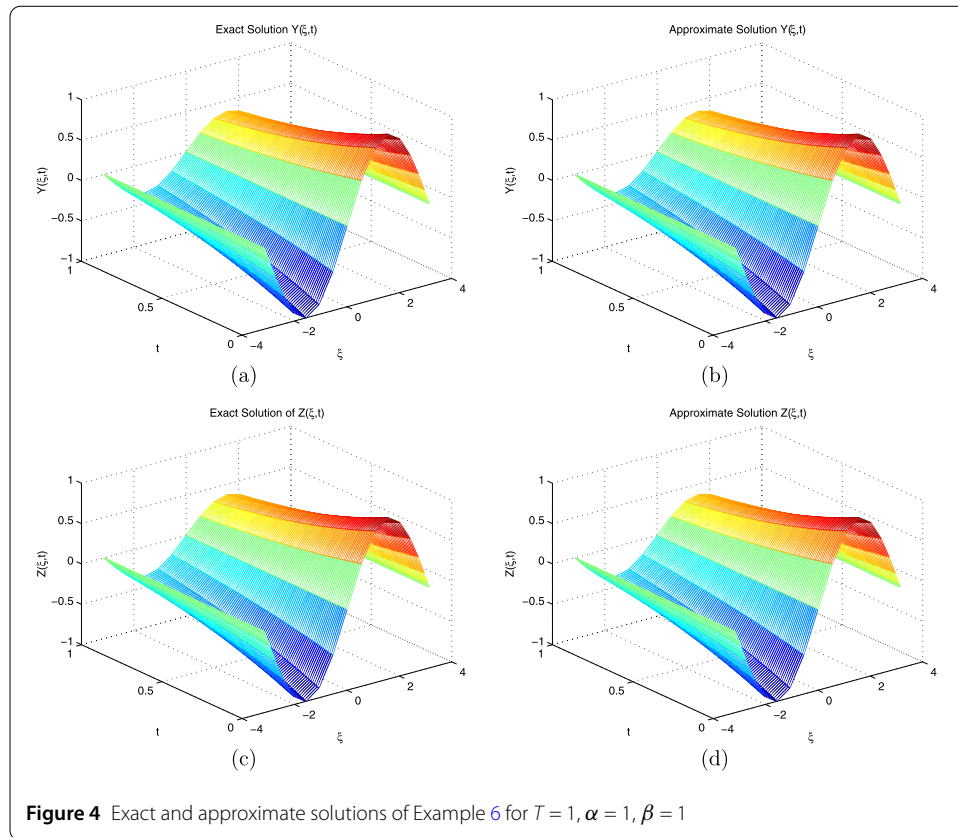 Exact Solution Y(ξ,t)
Approximate Solution Y(ξ,t)
Y(ξ,t)
1
0.5
0
−0.5
−1
1
0.5
0
t
−4
−2
0
2
4
ξ
(a)
Y(ξ,t)
1
0.5
0
−0.5
−1
1
0.5
0
t
−4
−2
0
2
4
ξ
(b)
Exact Solution of Z(ξ,t)
Approximate Solution Z(ξ,t)
Z(ξ,t)
1
0.5
0
−0.5
−1
1
0.5
0
t
−4
−2
0
2
4
ξ
(c)
Z(ξ,t)
1
0.5
0
−0.5
−1
1
0.5
0
t
−4
−2
0
2
4
ξ
(d)
Figure 4 Exact and approximate solutions of Example 6 for T = 1, α = 1, β = 1